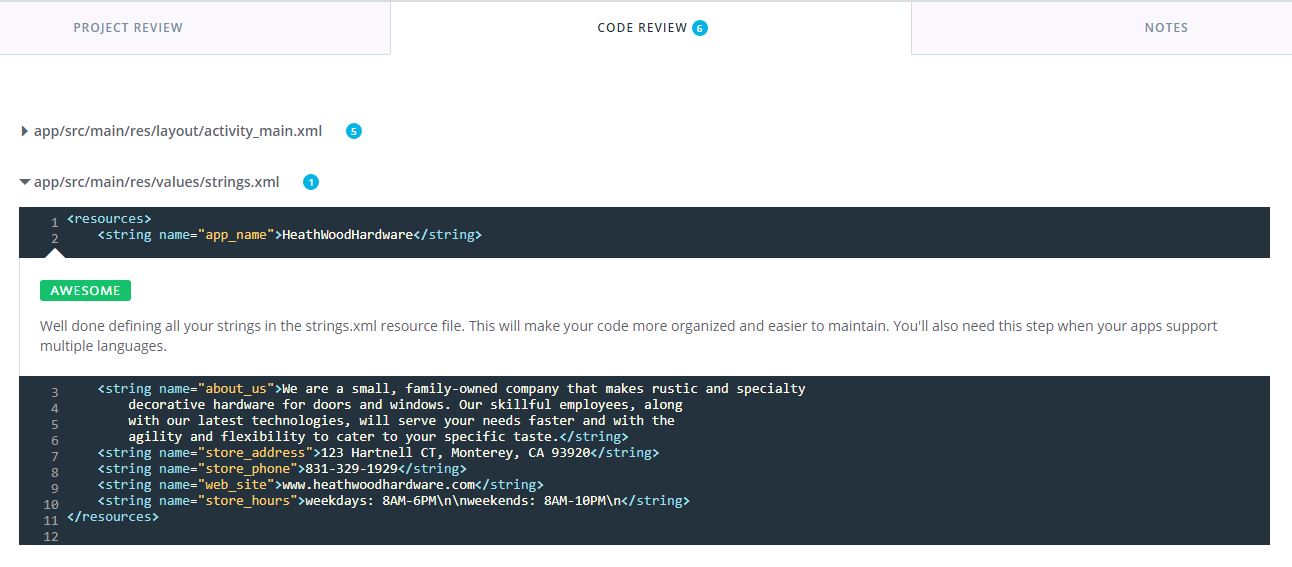 PROJECT REVIEW
CODE REVIEW 6
NOTES
app/src/main/res/layout/activity_main.xml 5
app/src/main/res/values/strings.xml 1
1 <resources>
2 <string name="app_name">HeathWoodHardware</string>
AWESOME
Well done defining all your strings in the strings.xml resource file. This will make your code more organized and easier to maintain. You'll also need this step when your apps support
multiple languages.
3 <string name="about_us">We are a small, family-owned company that makes rustic and specialty
4 decorative hardware for doors and windows. Our skillful employees, along
5 with our latest technologies, will serve your needs faster and with the
6 agility and flexibility to cater to your specific taste.</string>
7 <string name="store_address">123 Hartnell CT, Monterey, CA 93920</string>
8 <string name="store_phone">831-329-1929</string>
9 <string name="web_site">www.heathwoodhardware.com</string>
10 <string name="store_hours">weekdays: 8AM-6PM\n\nweekends: 8AM-10PM\n</string>
11 </resources>
12